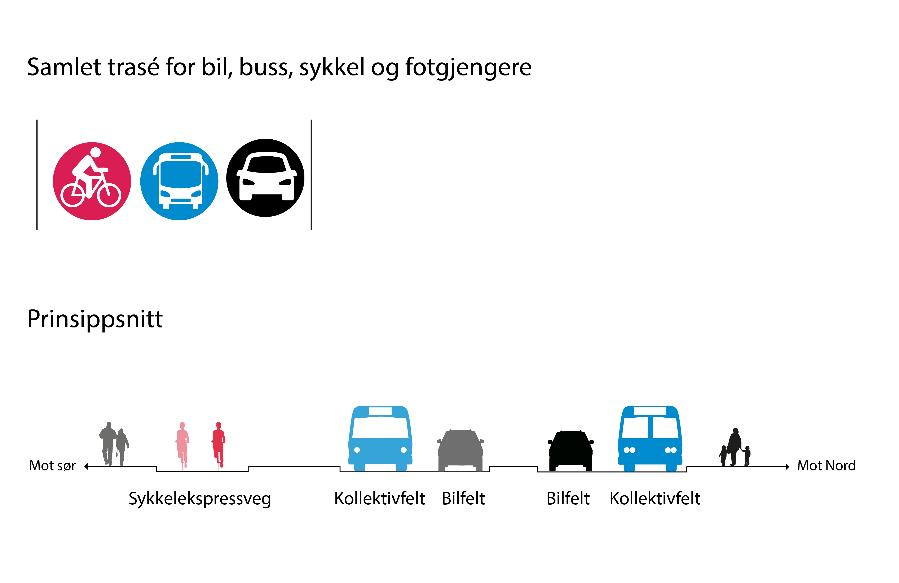 Samlet trasé for bil, buss, sykkel og fotgjengere
Prinsippsnitt
Mot sør
Mot Nord
Sykkelekspressveg
Kollektivfelt
Bilfelt
Bilfelt
Kollektivfelt